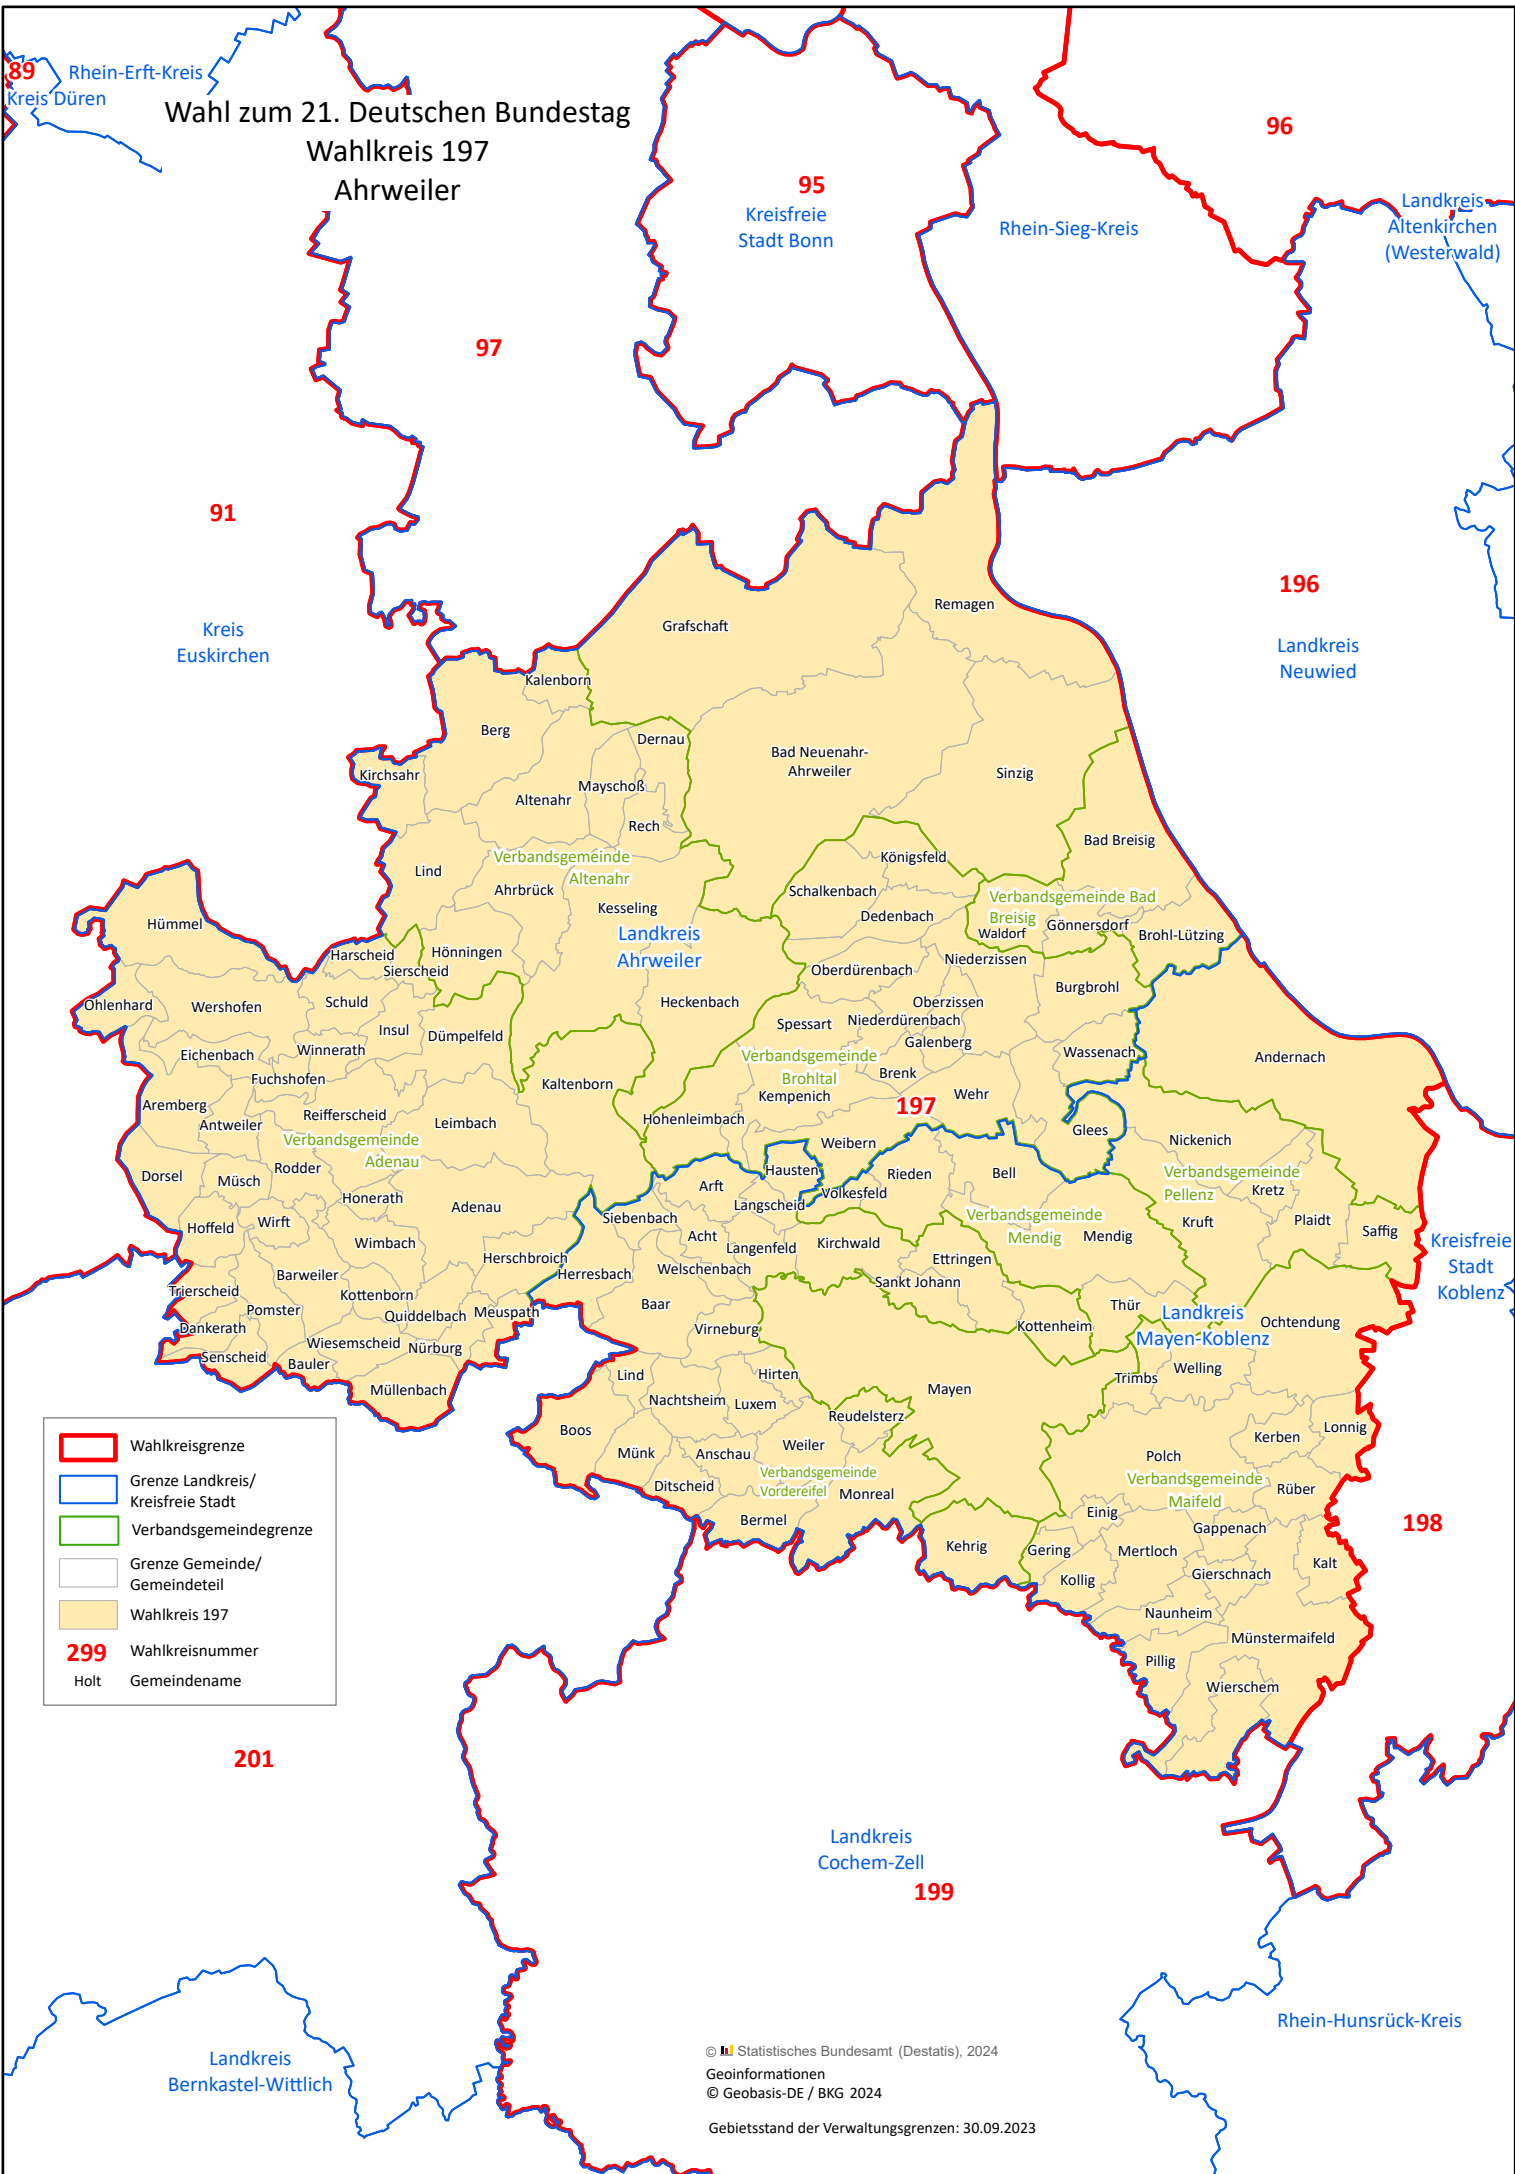 89
Rhein-Erft-Kreis
Kreis Düren
Wahl zum 21. Deutschen Bundestag
Wahlkreis 197
Ahrweiler
95
Kreisfreie
Stadt Bonn
96
Rhein-Sieg-Kreis
Landkreis
Altenkirchen
(Westerwald)
97
91
Kreis
Euskirchen
196
Landkreis
Neuwied
Remagen
Grafschaft
Kalenborn
Berg
Dernau
Bad Neuenahr-
Ahrweiler
Sinzig
Kirchsahr
Mayschoß
Altenahr
Rech
Bad Breisig
Königsfeld
Verbandsgemeinde
Altenahr
Lind
Ahrbrück
Schalkenbach
Verbandsgemeinde Bad
Breisig
Kesseling
Dedenbach
Hümmel
Landkreis
Ahrweiler
Waldorf
Gönnersdorf
Brohl-Lützing
Harscheid
Hönningen
Sierscheid
Oberdürenbach
Niederzissen
Burgbrohl
Ohlenhard
Wershofen
Schuld
Heckenbach
Oberzissen
Insul
Dümpelfeld
Spessart
Niederdürenbach
Galenberg
Eichenbach
Winnerath
Wassenach
Andernach
Verbandsgemeinde
Brohltal
Fuchshofen
Kaltenborn
Brenk
Kempenich
Wehr
Aremberg
Reifferscheid
197
Antweiler
Leimbach
Hohenleimbach
Glees
Verbandsgemeinde
Adenau
Weibern
Nickenich
Dorsel
Müsch
Rodder
Hausten
Rieden
Bell
Verbandsgemeinde
Pellenz
Honerath
Arft
Völkesfeld
Kretz
Adenau
Langscheid
Hoffeld
Wirft
Siebenbach
Verbandsgemeinde
Mendig
Kruft
Plaidt
Saffig
Wimbach
Acht
Langenfeld
Kirchwald
Mendig
Kreisfreie
Stadt
Koblenz
Herschbroich
Ettringen
Herresbach
Welschenbach
Barweiler
Sankt Johann
Trierscheid
Kottenborn
Pomster
Quiddelbach
Meuspath
Baar
Thür
Landkreis
Mayen-Koblenz
Ochtendung
Dankerath
Virneburg
Kottenheim
Wiesemscheid
Nürburg
Senscheid
Bauler
Müllenbach
Lind
Hirten
Mayen
Trimbs
Welling
Nachtsheim
Luxem
Reudelsterz
Boos
Lonnig
Münk
Anschau
Weiler
Kerben
Polch
Verbandsgemeinde
Vordereifel
Verbandsgemeinde
Maifeld
Ditscheid
Monreal
Rüber
Bermel
Einig
Gappenach
198
Kehrig
Gering
Mertloch
Kalt
Kollig
Gierschnach
Naunheim
Münstermaifeld
Pillig
Wierschem
Wahlkreisgrenze
Grenze Landkreis/
Kreisfreie Stadt
Verbandsgemeindegrenze
Grenze Gemeinde/
Gemeindeteil
Wahlkreis 197
299 Wahlkreisnummer
Holt Gemeindename
201
Landkreis
Cochem-Zell
199
Rhein-Hunsrück-Kreis
Landkreis
Bernkastel-Wittlich
© Statistisches Bundesamt (Destatis), 2024
Geoinformationen
© Geobasis-DE / BKG 2024
Gebietsstand der Verwaltungsgrenzen: 30.09.2023